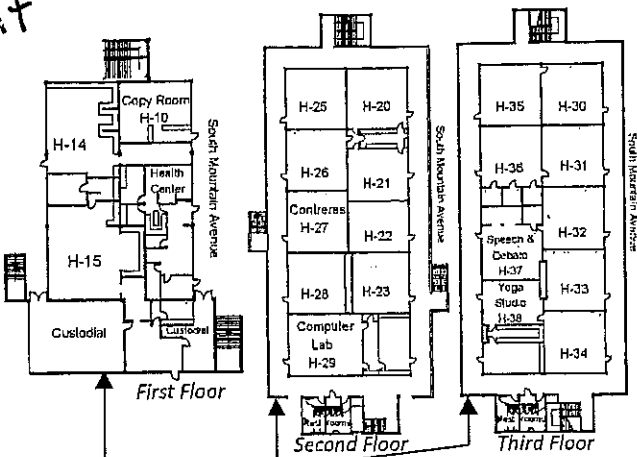 Copy Room
H-10
H-14
Health
Center
H-15
Custodial
Custodial
South Mountain Avenue
First Floor
H-25
H-20
H-26
H-21
Contreras
H-27
H-22
H-28
H-23
Computer
Lab
H-29
South Mountain Avenue
Rest rooms
Second Floor
H-35
H-30
H-36
H-31
H-32
Speech &
Debate
H-37
Yoga
Studio
H-38
H-33
H-34
South Mountain Avenue
Rest rooms
Third Floor